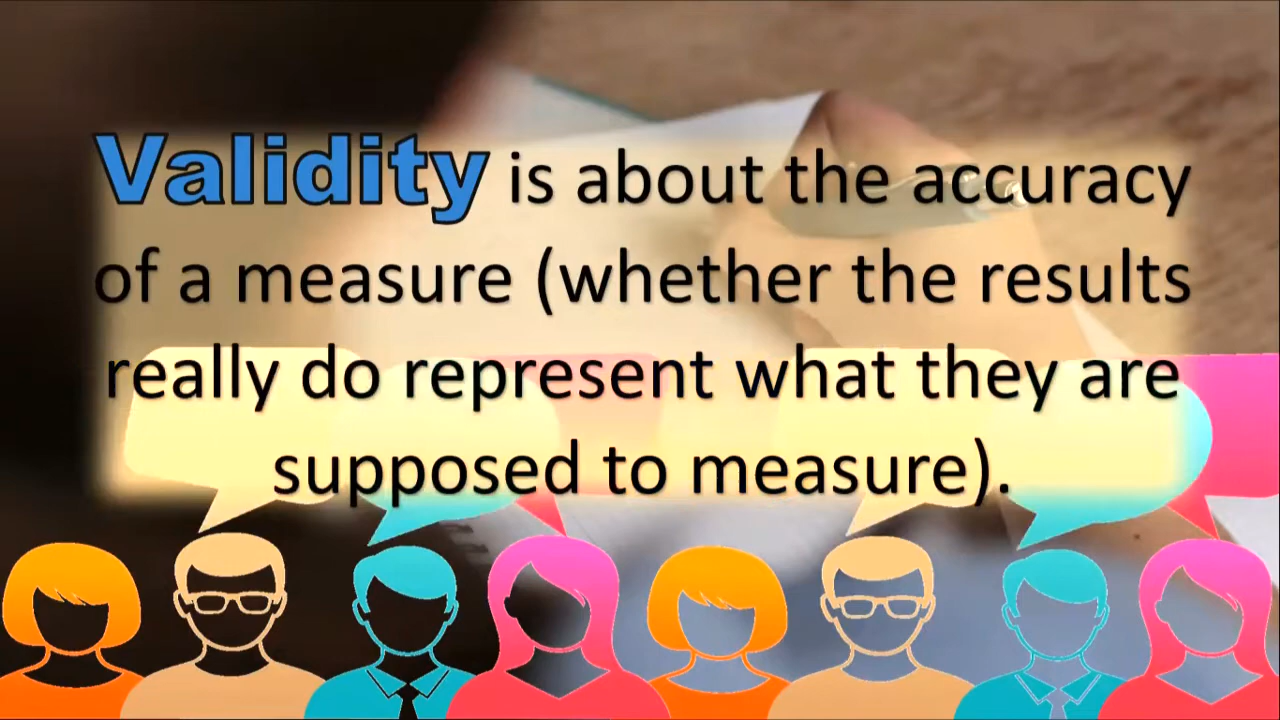 Validity is about the accuracy
of a measure (whether the results
really do represent what they are
supposed to measure).